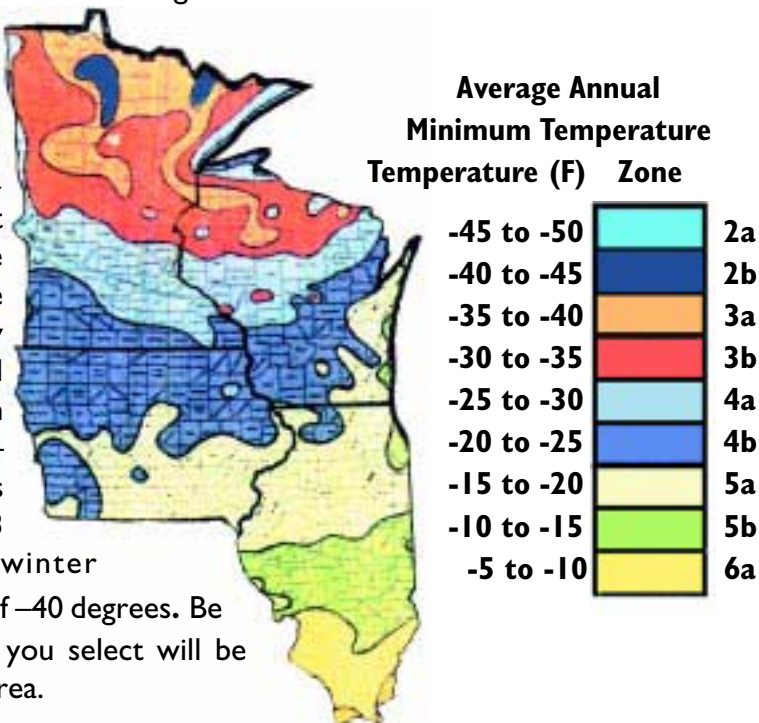 Average Annual
Minimum Temperature
Temperature (F) Zone
-45 to -50 2a
-40 to -45 2b
-35 to -40 3a
-30 to -35 3b
-25 to -30 4a
-20 to -25 4b
-15 to -20 5a
-10 to -15 5b
-5 to -10 6a
winter
f –40 degrees. Be
you select will be
rea.